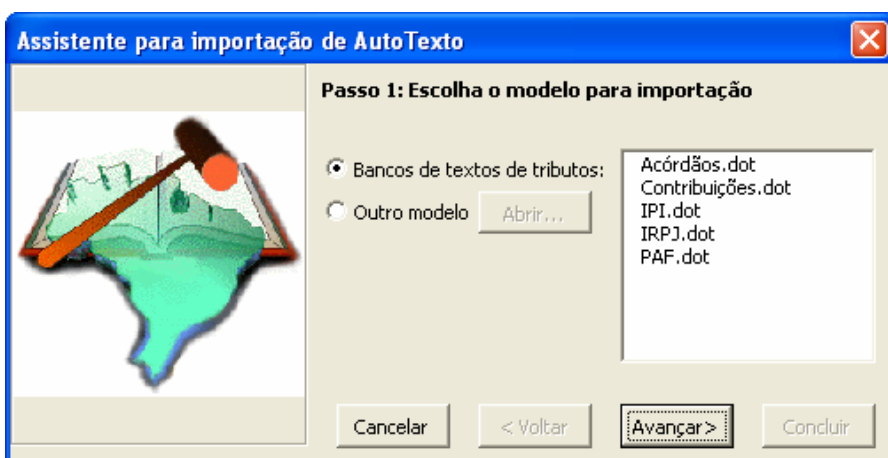 Assistente para importação de AutoTexto
Passo 1: Escolha o modelo para importação
Bancos de textos de tributos:
Outro modelo
Abrir...
Acórdãos.dot
Contribuições.dot
IPI.dot
IRPJ.dot
PAF.dot
Cancelar
< Voltar
Avançar>
Concluir